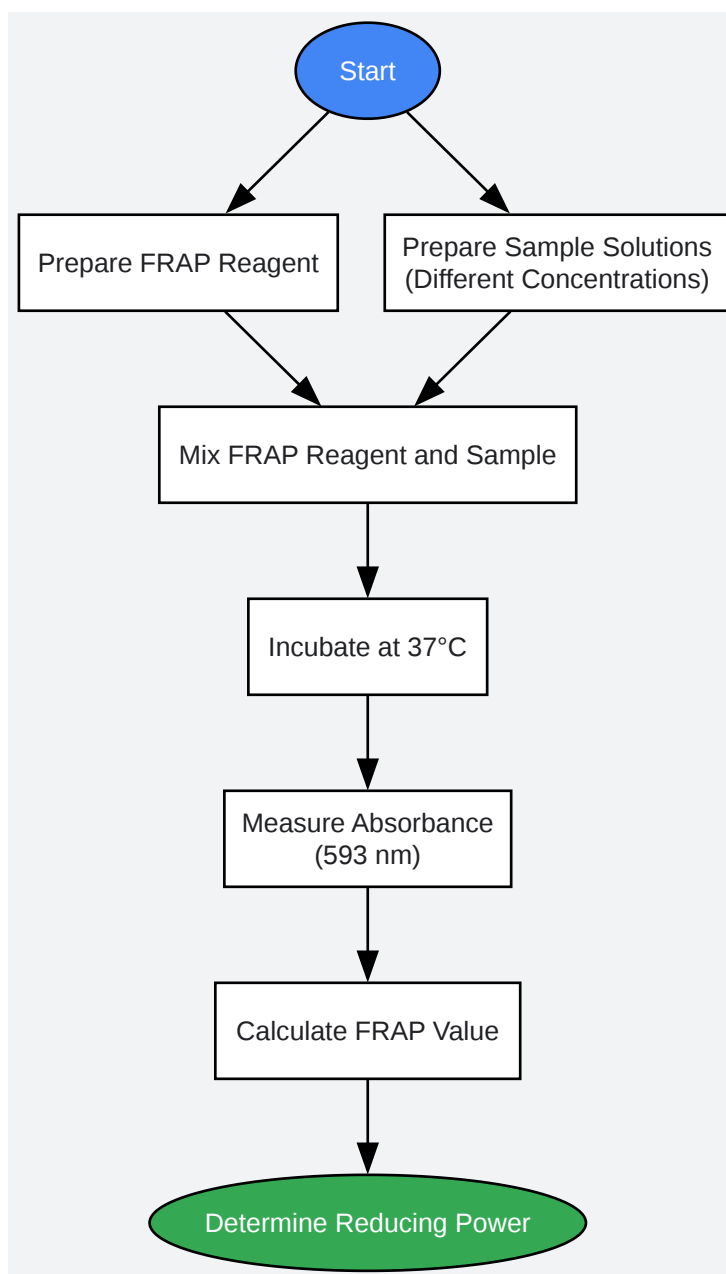 Start
Prepare FRAP Reagent
Prepare Sample Solutions
(Different Concentrations)
Mix FRAP Reagent and Sample
Incubate at 37°C
Measure Absorbance
(593 nm)
Calculate FRAP Value
Determine Reducing Power